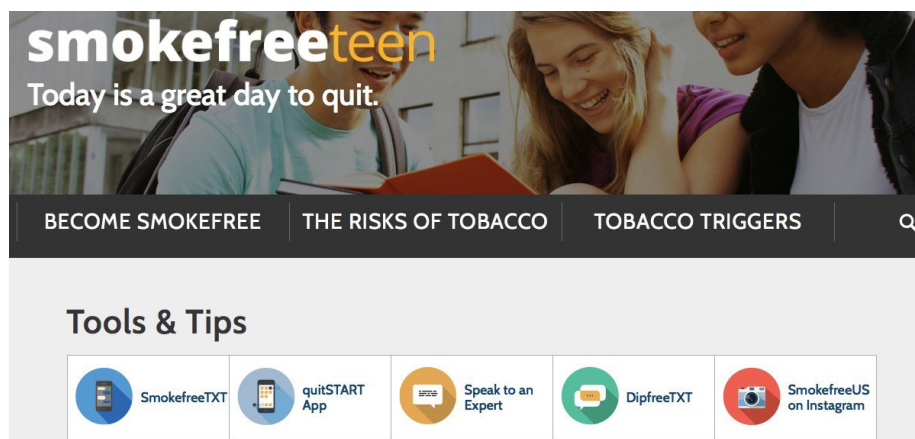 smokefreeteen
Today is a great day to quit.
BECOME SMOKEFREE
THE RISKS OF TOBACCO
TOBACCO TRIGGERS
Tools & Tips
SmokefreeTXT
quitSTART
App
Speak to an
Expert
DipfreeTXT
SmokefreeUS
on Instagram